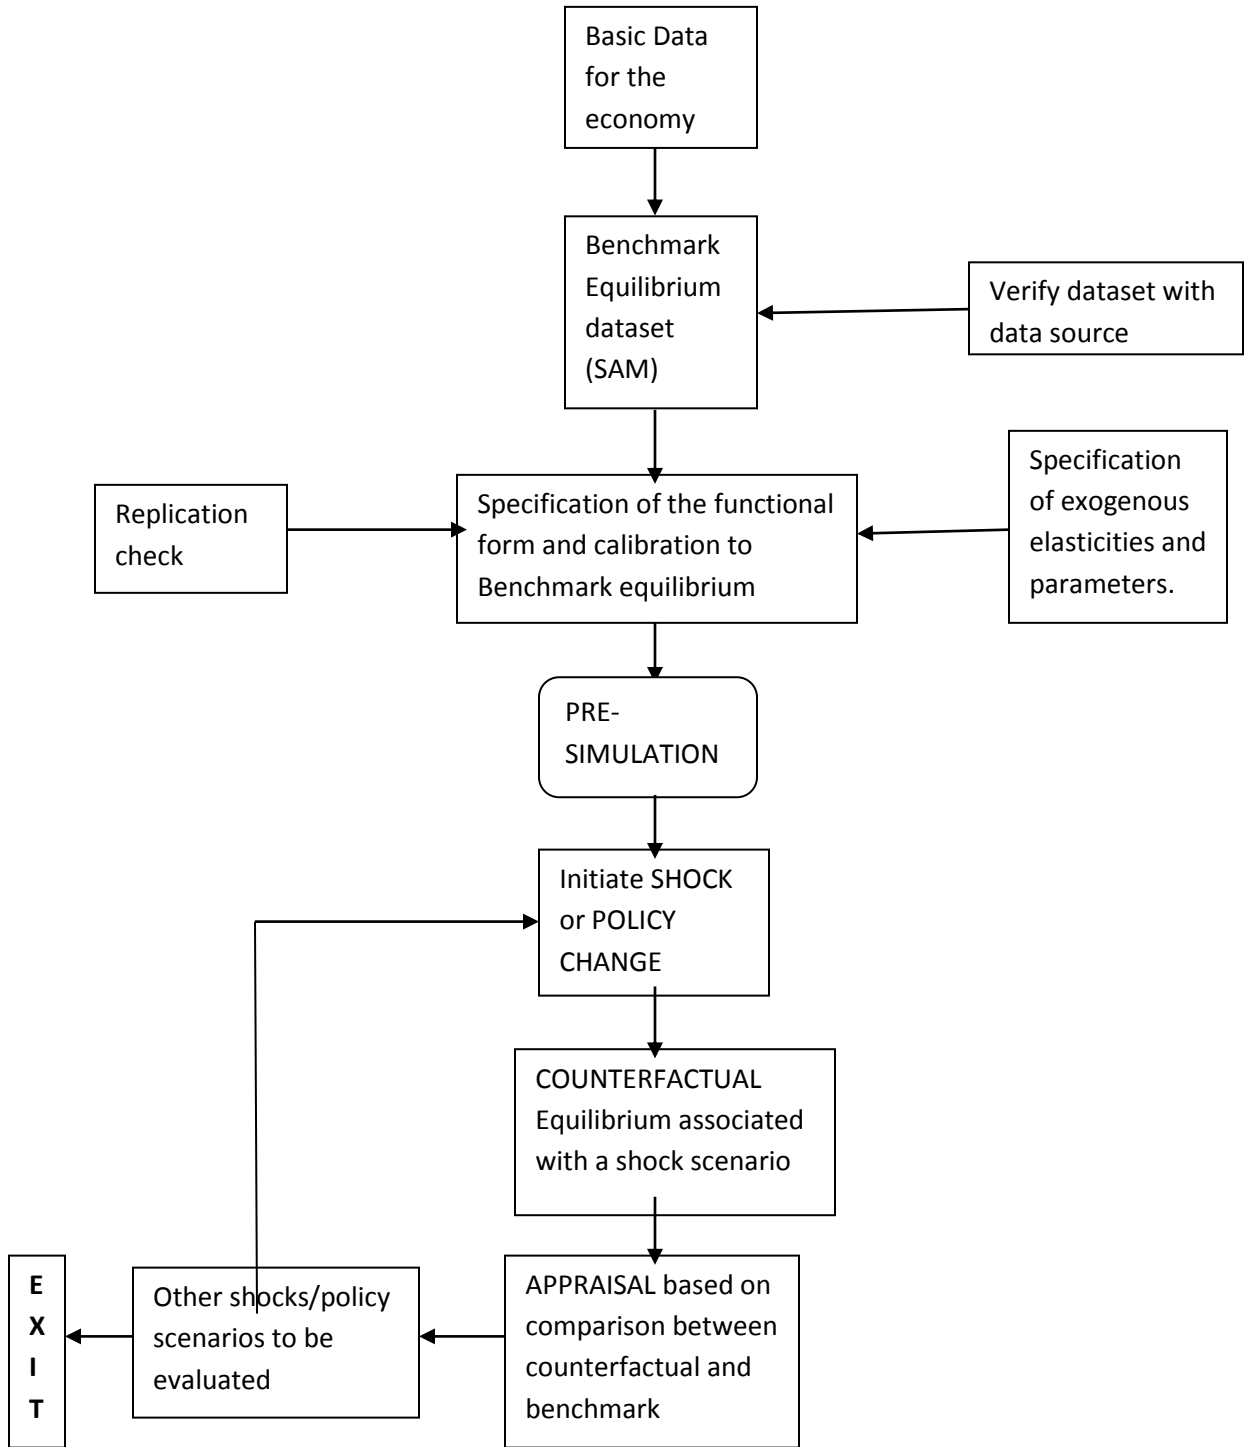 Basic Data
for the
economy
Benchmark
Equilibrium
dataset
(SAM)
Verify dataset with
data source
Replication
check
Specification of the functional
form and calibration to
Benchmark equilibrium
Specification
of exogenous
elasticities and
parameters.
PRE-
SIMULATION
Initiate SHOCK
or POLICY
CHANGE
COUNTERFACTUAL
Equilibrium associated
with a shock scenario
E
X
I
T
Other shocks/policy
scenarios to be
evaluated
APPRAISAL based on
comparison between
counterfactual and
benchmark